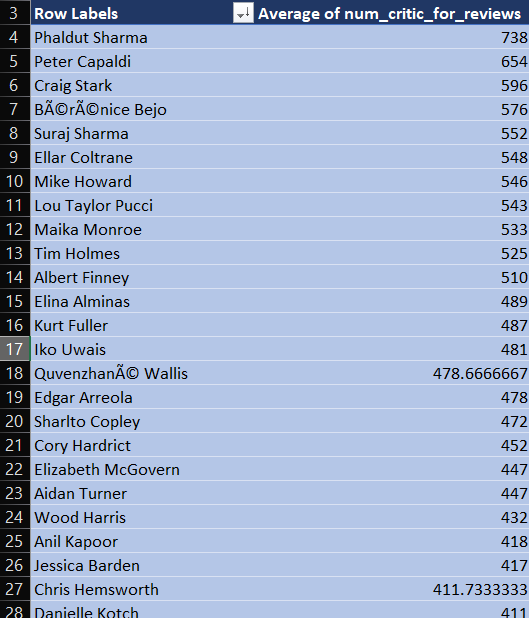 3 Row Labels Average of num_critic_for_reviews
4 Phaldut Sharma 738
5 Peter Capaldi 654
6 Craig Stark 596
7 BÃ©rÃ©nice Bejo 576
8 Suraj Sharma 552
9 Ellar Coltrane 548
10 Mike Howard 546
11 Lou Taylor Pucci 543
12 Maika Monroe 533
13 Tim Holmes 525
14 Albert Finney 510
15 Elina Alminas 489
16 Kurt Fuller 487
17 Iko Uwais 481
18 QuvenzhanÃ© Wallis 478.6666667
19 Edgar Arreola 478
20 Sharlto Copley 472
21 Cory Hardrict 452
22 Elizabeth McGovern 447
23 Aidan Turner 447
24 Wood Harris 432
25 Anil Kapoor 418
26 Jessica Barden 417
27 Chris Hemsworth 411.7333333
28 Danielle Kotch 411